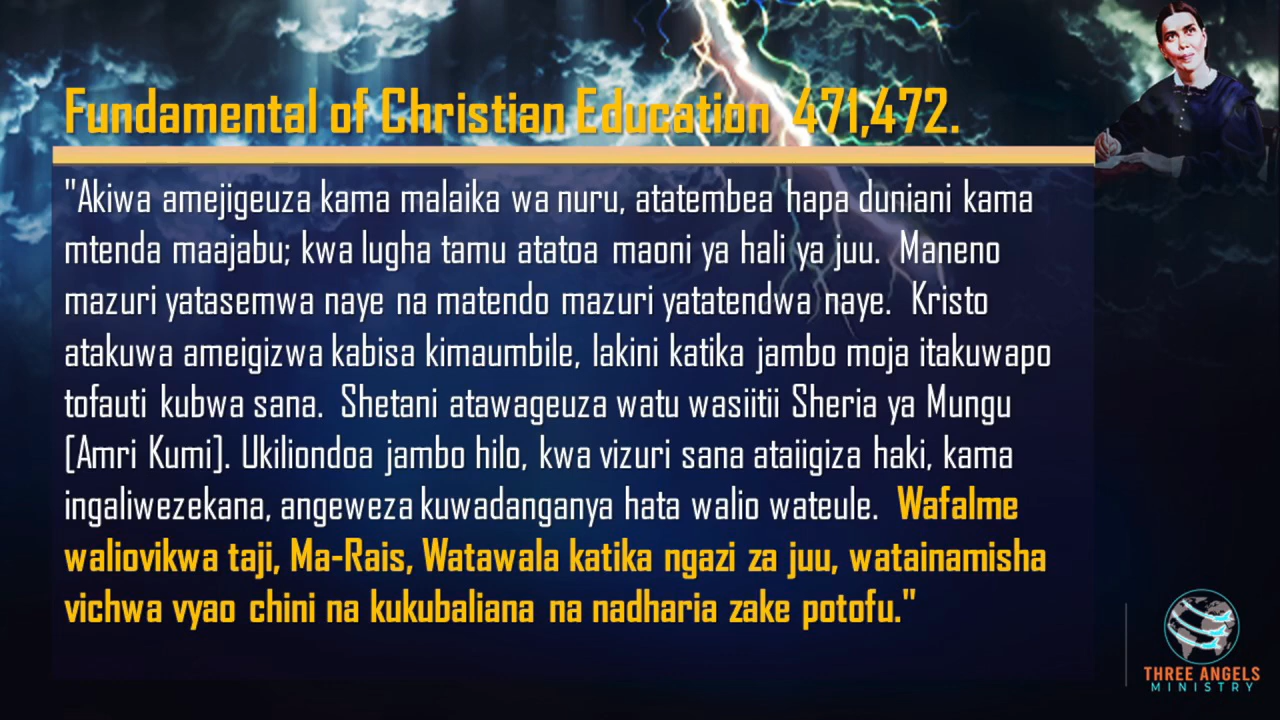 Fundamental of Christian Education 471,472.
"Akiwa amejigeuza kama malaika wa nuru, atatembea hapa duniani kama
mtenda maajabu; kwa lugha tamu atatoa maoni ya hali ya juu. Maneno
mazuri yatasemwa naye na matendo mazuri yatatendwa naye. Kristo
atakuwa ameigizwa kabisa kimaumbile, lakini katika jambo moja itakuwapo
tofauti kubwa sana. Shetani atawageuza watu wasiitii Sheria ya Mungu
[Amri Kumi]. Ukiliondoa jambo hilo, kwa vizuri sana ataiigiza haki, kama
ingaliwezekana, angeweza kuwadanganya hata walio wateule. Wafalme
waliovikwa taji, Ma-Rais, Watawala katika ngazi za juu, watainamisha
vichwa vyao chini na kukubaliana na nadharia zake potofu."
THREE ANGELS
MINISTRY